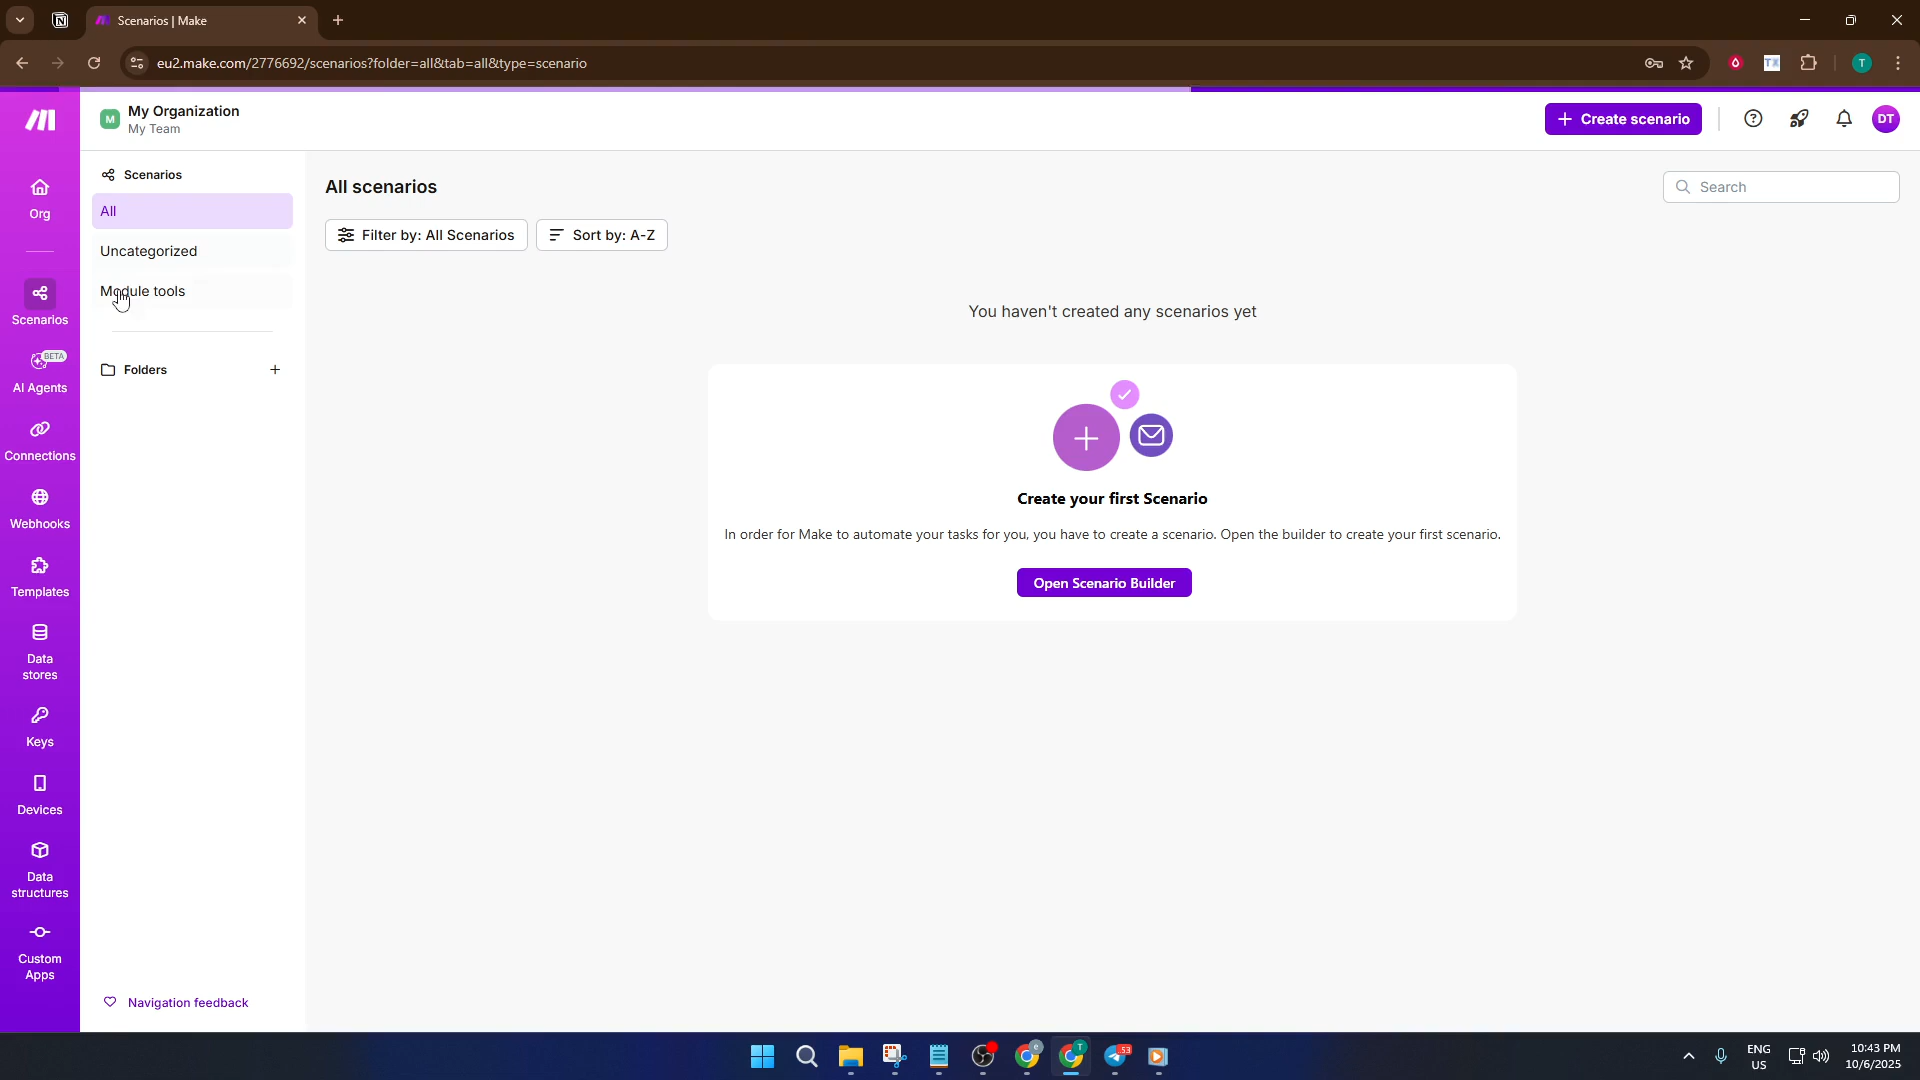 Scenarios | Make
eu2.make.com/2776692/scenarios?folder=all&tab=all&type=scenario
T
M
My Organization
My Team
Create scenario
DT
Org
Scenarios
BETA
AI Agents
Connections
Webhooks
Templates
Data
stores
Keys
Devices
Data
structures
Custom
Apps
Scenarios
All
Uncategorized
Module tools
Folders
Navigation feedback
All scenarios
Search
Filter by: All Scenarios
Sort by: A-Z
You haven't created any scenarios yet
Create your first Scenario
In order for Make to automate your tasks for you, you have to create a scenario. Open the builder to create your first scenario.
Open Scenario Builder
e
T
53
ENG
US
10:43 PM
10/6/2025